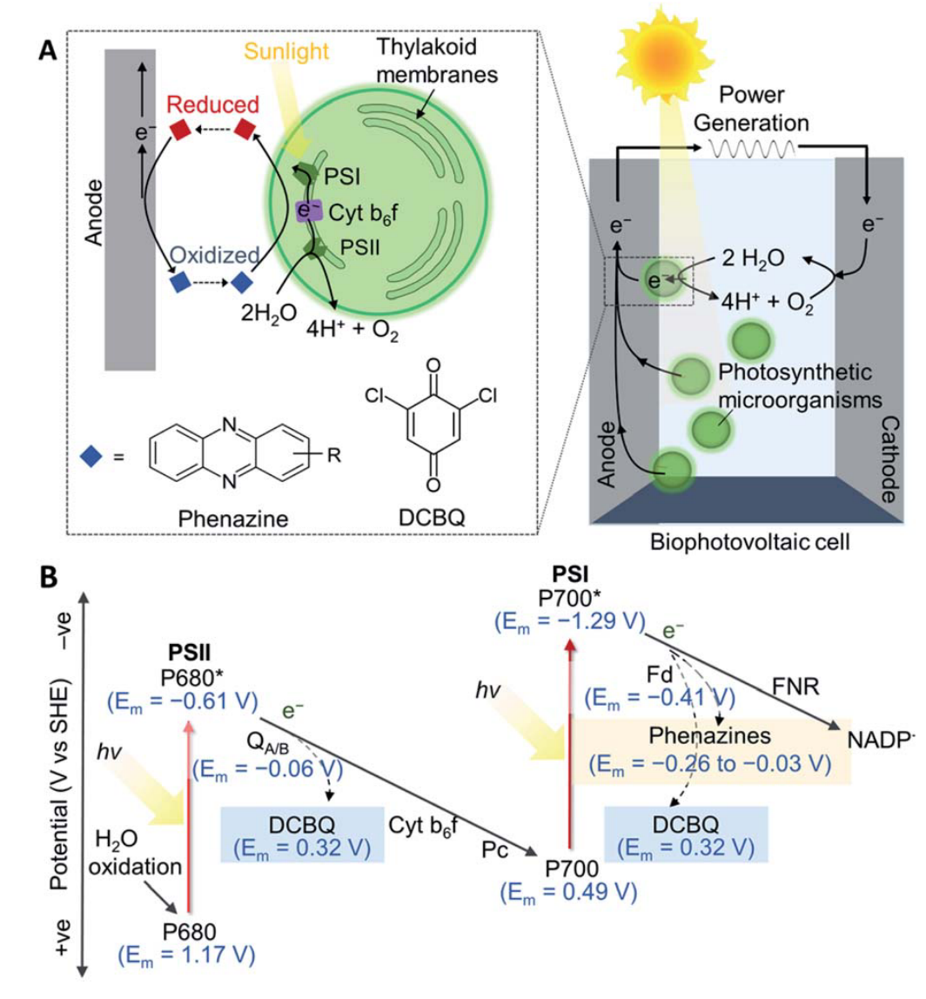 A
Sunlight
Thylakoid
membranes
Reduced
e⁻
Anode
PSI
e⁻
Cyt b₆f
PSII
Oxidized
2H₂O
4H⁺ + O₂
Cl
O
Cl
O
N
N
R
=
Phenazine
DCBQ
Power
Generation
e⁻
e⁻
e⁻
2 H₂O
4H⁺ + O₂
Photosynthetic
microorganisms
Anode
Cathode
Biophotovoltaic cell
B
Potential (V vs SHE)
–ve
+ve
PSII
P680*
(Eₘ = −0.61 V)
hv
e⁻
Q_A/B
(Eₘ = −0.06 V)
DCBQ
(Eₘ = 0.32 V)
H₂O
oxidation
P680
(Eₘ = 1.17 V)
Cyt b₆f
Pc
PSI
P700*
(Eₘ = −1.29 V)
hv
e⁻
Fd
(Eₘ = −0.41 V)
FNR
Phenazines
(Eₘ = −0.26 to −0.03 V)
NADP⁻
DCBQ
(Eₘ = 0.32 V)
P700
(Eₘ = 0.49 V)